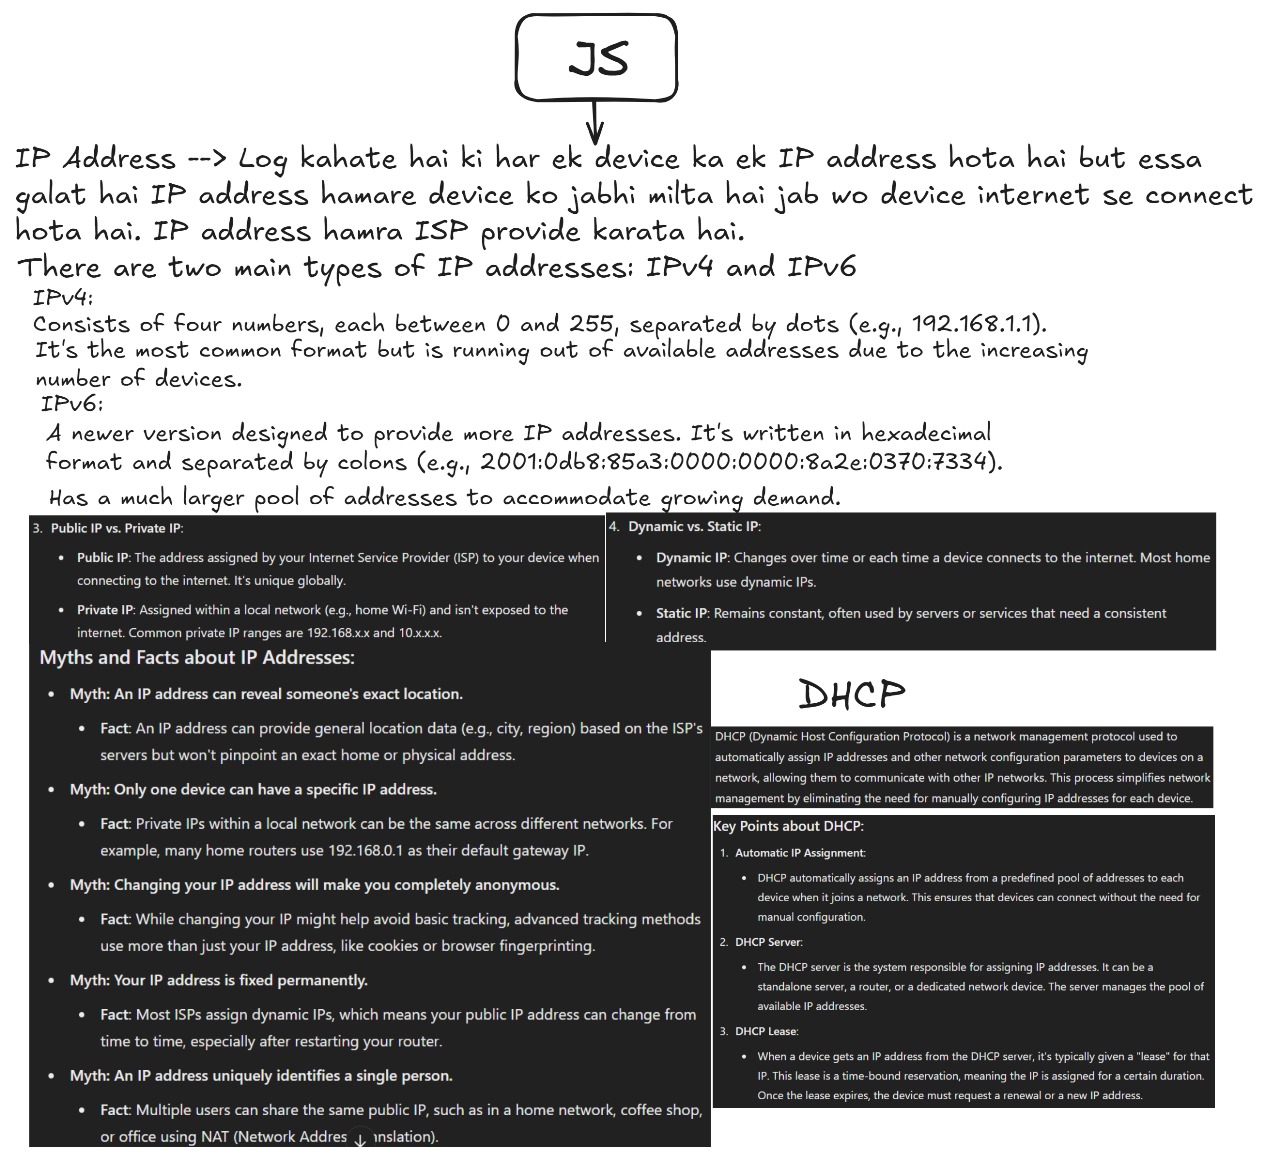 JS
IP Address --> Log kahate hai ki har ek device ka ek IP address hota hai but essa
galat hai IP address hamare device ko jabhi milta hai jab wo device internet se connect
hota hai. IP address hamra ISP provide karata hai.
There are two main types of IP addresses: IPv4 and IPv6
IPv4:
Consists of four numbers, each between 0 and 255, separated by dots (e.g., 192.168.1.1).
It's the most common format but is running out of available addresses due to the increasing
number of devices.
IPv6:
A newer version designed to provide more IP addresses. It's written in hexadecimal
format and separated by colons (e.g., 2001:0db8:85a3:0000:0000:8a2e:0370:7334).
Has a much larger pool of addresses to accommodate growing demand.
3. Public IP vs. Private IP:
• Public IP: The address assigned by your Internet Service Provider (ISP) to your device when
connecting to the internet. It's unique globally.
• Private IP: Assigned within a local network (e.g., home Wi-Fi) and isn't exposed to the
internet. Common private IP ranges are 192.168.x.x and 10.x.x.x.
4. Dynamic vs. Static IP:
• Dynamic IP: Changes over time or each time a device connects to the internet. Most home
networks use dynamic IPs.
• Static IP: Remains constant, often used by servers or services that need a consistent
address.
Myths and Facts about IP Addresses:
• Myth: An IP address can reveal someone's exact location.
• Fact: An IP address can provide general location data (e.g., city, region) based on the ISP's
servers but won't pinpoint an exact home or physical address.
• Myth: Only one device can have a specific IP address.
• Fact: Private IPs within a local network can be the same across different networks. For
example, many home routers use 192.168.0.1 as their default gateway IP.
• Myth: Changing your IP address will make you completely anonymous.
• Fact: While changing your IP might help avoid basic tracking, advanced tracking methods
use more than just your IP address, like cookies or browser fingerprinting.
• Myth: Your IP address is fixed permanently.
• Fact: Most ISPs assign dynamic IPs, which means your public IP address can change from
time to time, especially after restarting your router.
• Myth: An IP address uniquely identifies a single person.
• Fact: Multiple users can share the same public IP, such as in a home network, coffee shop,
or office using NAT (Network Addres nslation).
DHCP
DHCP (Dynamic Host Configuration Protocol) is a network management protocol used to
automatically assign IP addresses and other network configuration parameters to devices on a
network, allowing them to communicate with other IP networks. This process simplifies network
management by eliminating the need for manually configuring IP addresses for each device.
Key Points about DHCP:
1. Automatic IP Assignment:
• DHCP automatically assigns an IP address from a predefined pool of addresses to each
device when it joins a network. This ensures that devices can connect without the need for
manual configuration.
2. DHCP Server:
• The DHCP server is the system responsible for assigning IP addresses. It can be a
standalone server, a router, or a dedicated network device. The server manages the pool of
available IP addresses.
3. DHCP Lease:
• When a device gets an IP address from the DHCP server, it's typically given a "lease" for that
IP. This lease is a time-bound reservation, meaning the IP is assigned for a certain duration.
Once the lease expires, the device must request a renewal or a new IP address.